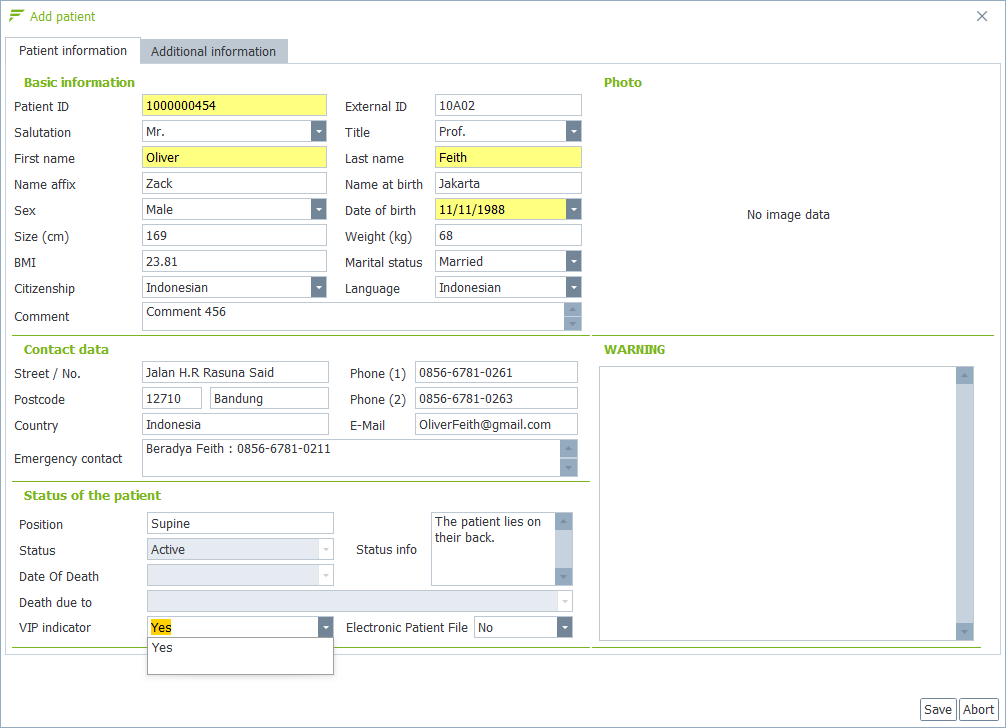 Add patient
Patient information Additional information
Basic information Photo
Patient ID 1000000454 External ID 10A02
Salutation Mr. Title Prof.
First name Oliver Last name Feith
Name affix Zack Name at birth Jakarta
Sex Male Date of birth 11/11/1988
No image data
Size (cm) 169 Weight (kg) 68
BMI 23.81 Marital status Married
Citizenship Indonesian Language Indonesian
Comment Comment 456
Contact data WARNING
Street / No. Jalan H.R Rasuna Said Phone (1) 0856-6781-0261
Postcode 12710 Bandung Phone (2) 0856-6781-0263
Country Indonesia E-Mail OliverFeith@gmail.com
Emergency contact Beradya Feith : 0856-6781-0211
Status of the patient
Position Supine
Status Active Status info The patient lies on
their back.
Date Of Death
Death due to
VIP indicator Yes Electronic Patient File No
Yes
Save Abort